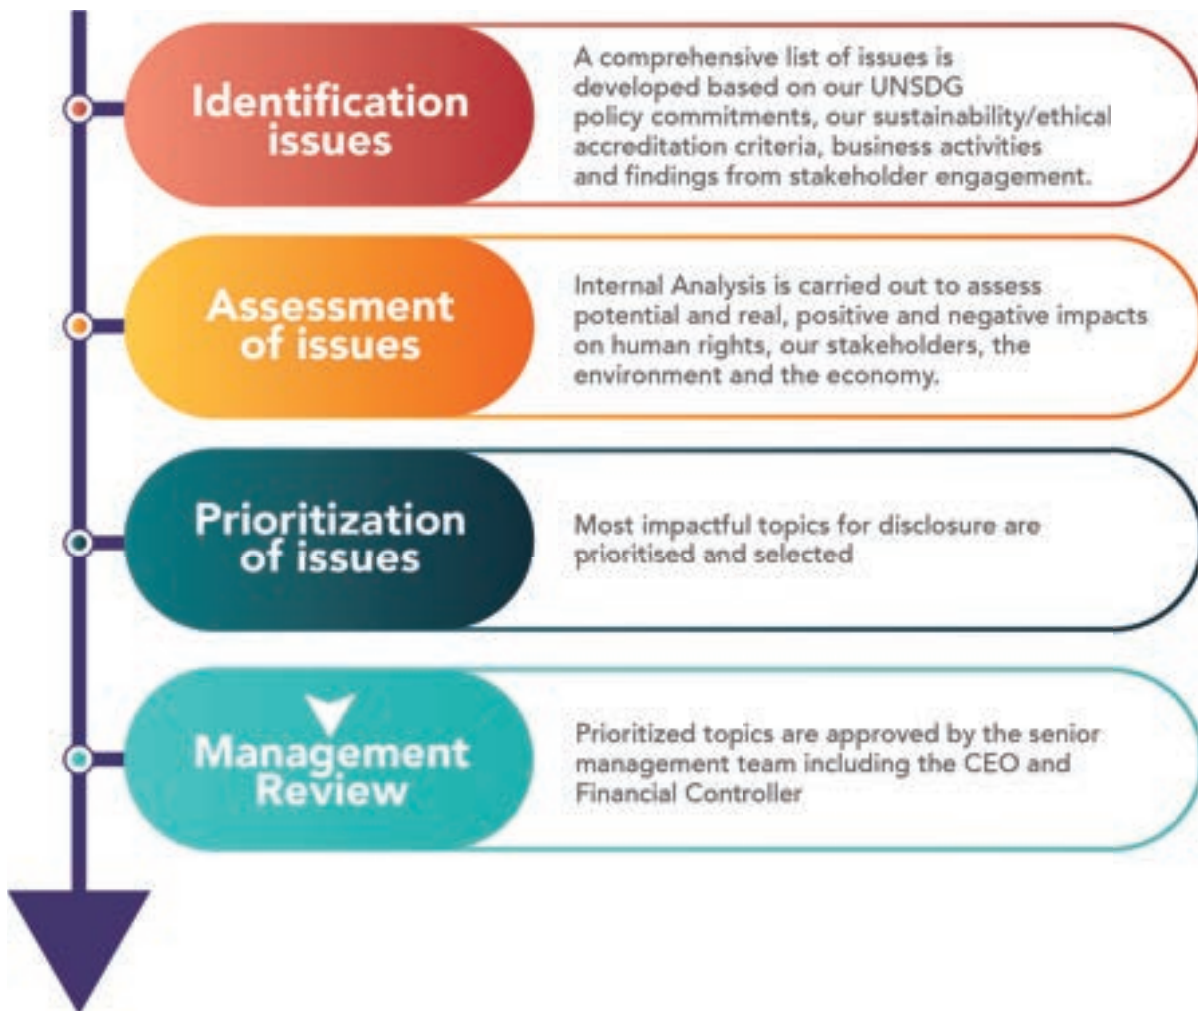 Identification
issues
A comprehensive list of issues is
developed based on our UNSDG
policy commitments, our sustainability/ethical
accreditation criteria, business activities
and findings from stakeholder engagement.
Assessment
of issues
Internal Analysis is carried out to assess
potential and real, positive and negative impacts
on human rights, our stakeholders, the
environment and the economy.
Prioritization
of issues
Most impactful topics for disclosure are
prioritised and selected
Management
Review
Prioritized topics are approved by the senior
management team including the CEO and
Financial Controller